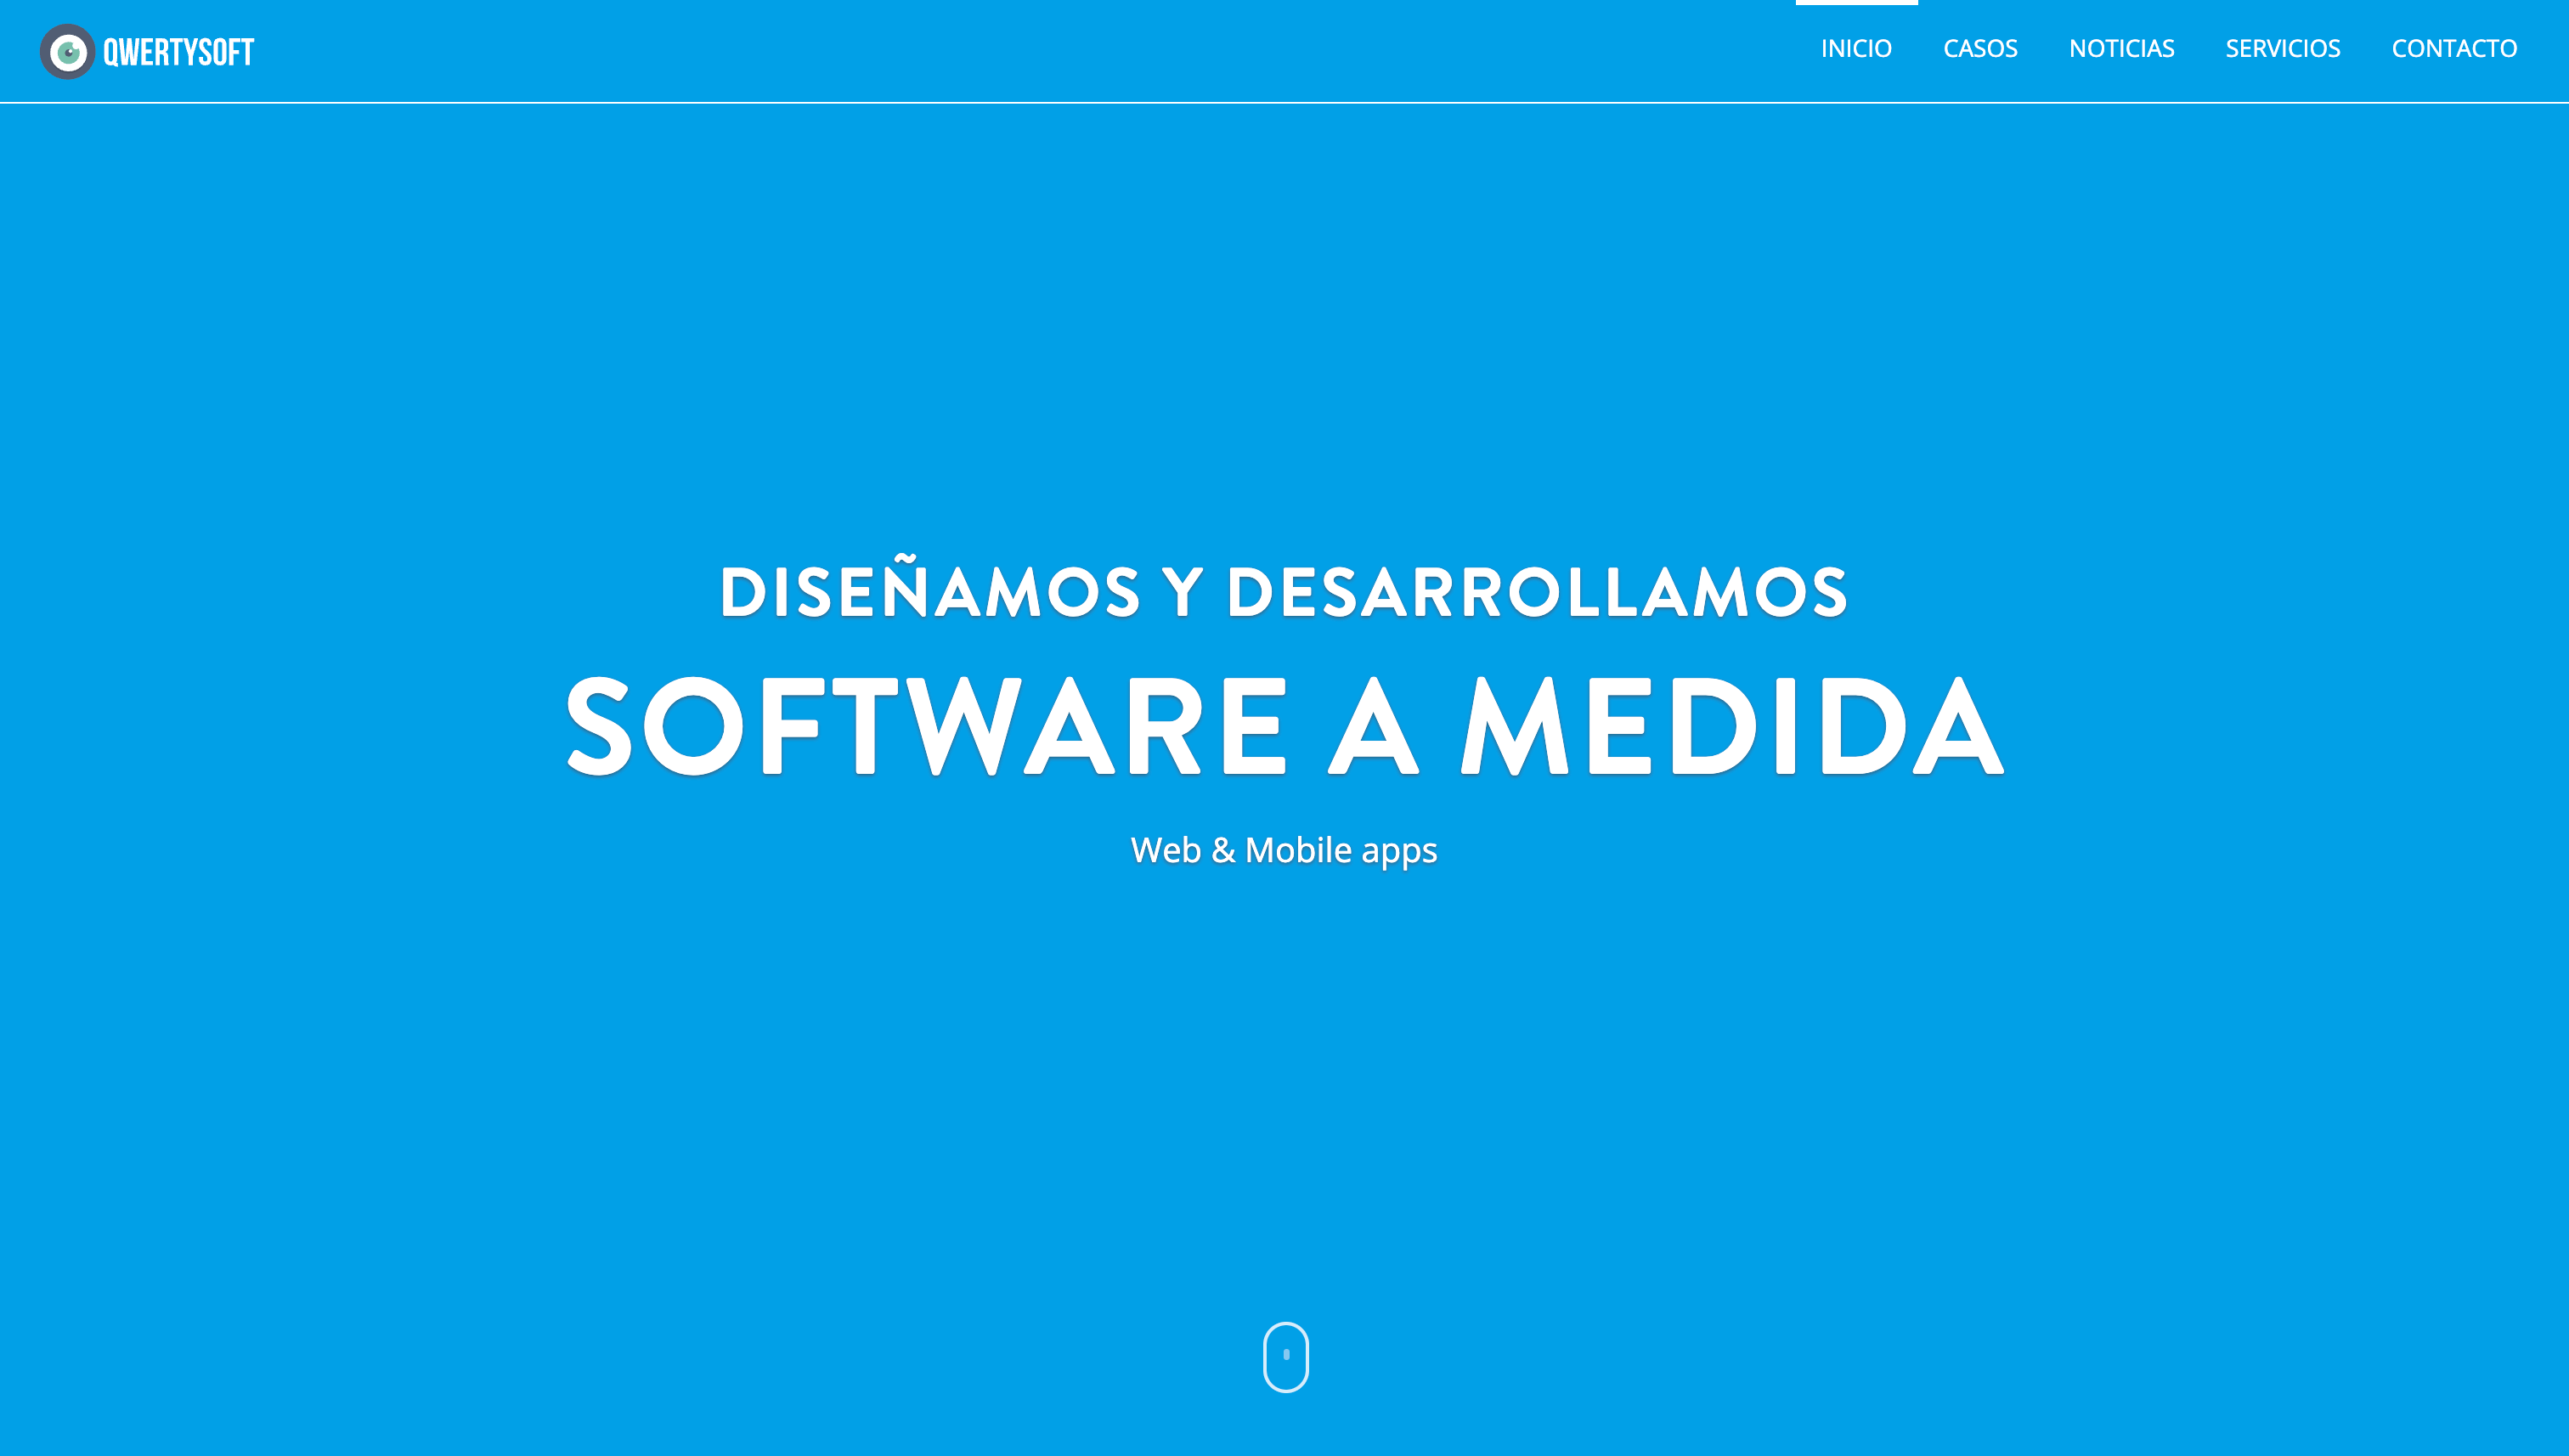 QWERTYSOFT
INICIO CASOS NOTICIAS SERVICIOS CONTACTO
DISEÑAMOS Y DESARROLLAMOS
SOFTWARE A MEDIDA
Web & Mobile apps